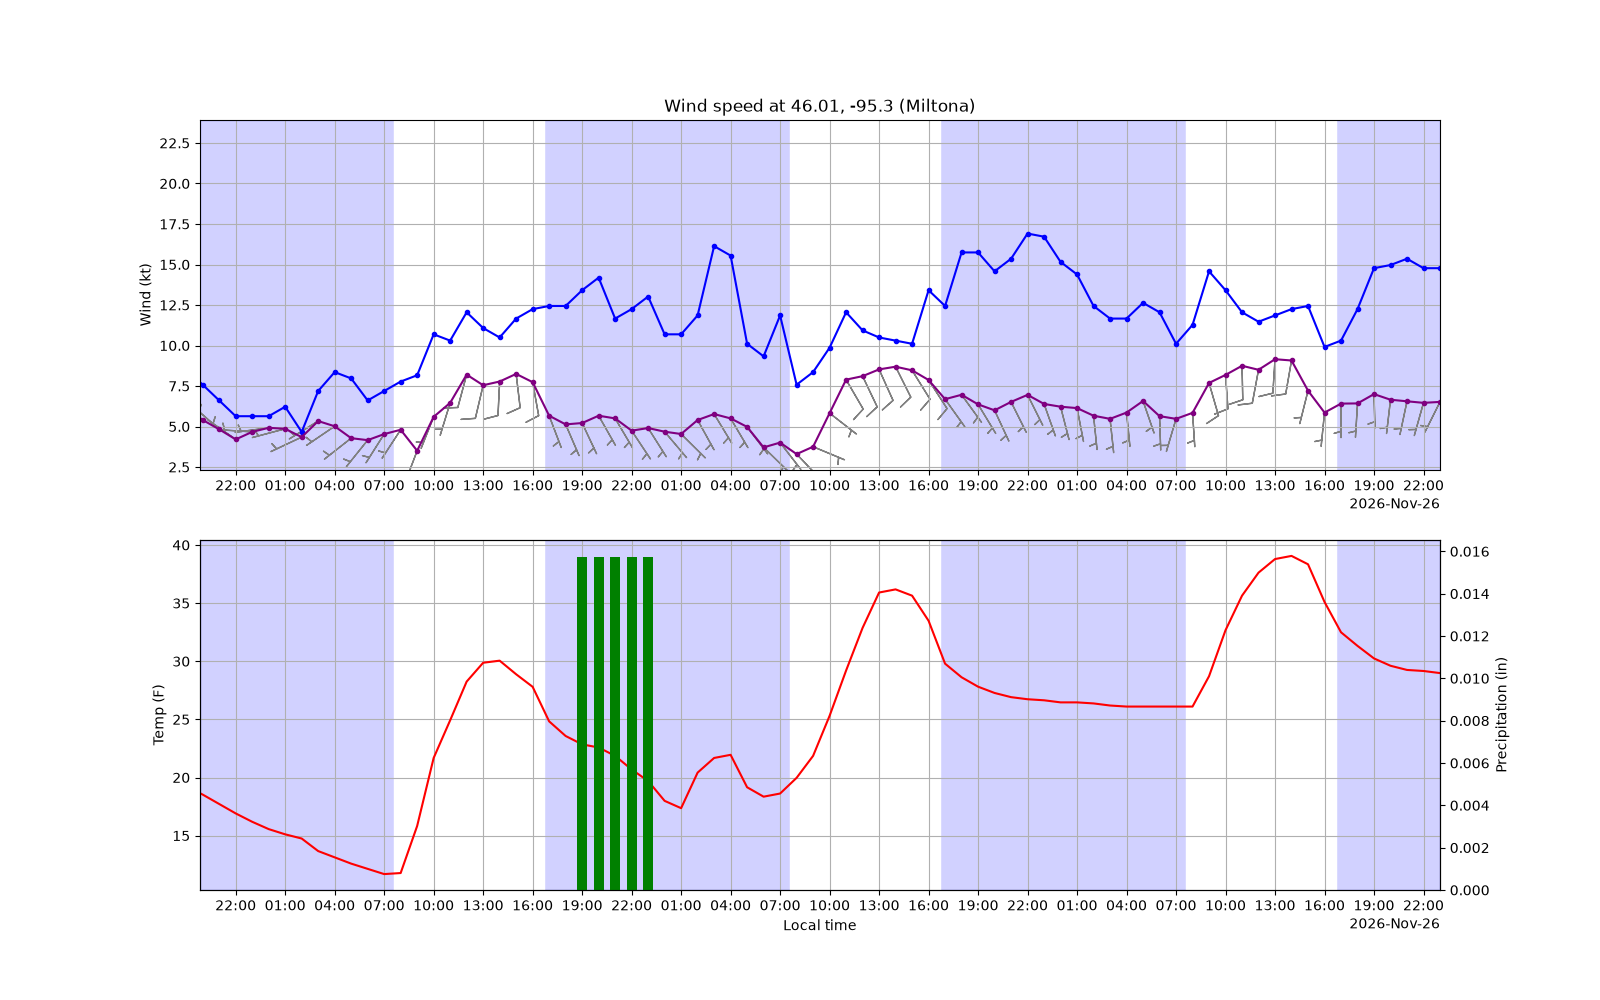 Wind speed at 46.01, -95.3 (Miltona)
22.5
20.0
17.5
15.0
12.5
10.0
7.5
5.0
2.5
Wind (kt)
22:00 01:00 04:00 07:00 10:00 13:00 16:00 19:00 22:00 01:00 04:00 07:00 10:00 13:00 16:00 19:00 22:00 01:00 04:00 07:00 10:00 13:00 16:00 19:00 22:00
2026-Nov-26
40
35
30
25
20
15
Temp (F)
0.016
0.014
0.012
0.010
0.008
0.006
0.004
0.002
0.000
Precipitation (in)
22:00 01:00 04:00 07:00 10:00 13:00 16:00 19:00 22:00 01:00 04:00 07:00 10:00 13:00 16:00 19:00 22:00 01:00 04:00 07:00 10:00 13:00 16:00 19:00 22:00
Local time
2026-Nov-26